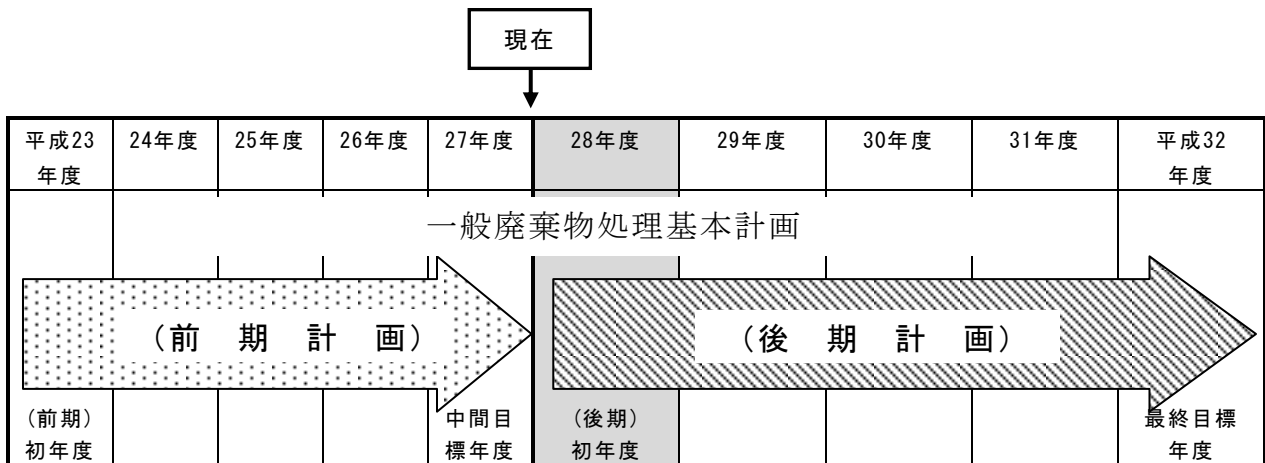 現在
平成23年度
24年度
25年度
26年度
27年度
28年度
29年度
30年度
31年度
平成32年度
一般廃棄物処理基本計画
(前期計画)
(後期計画)
(前期)
初年度
中間目
標年度
(後期)
初年度
最終目標
年度